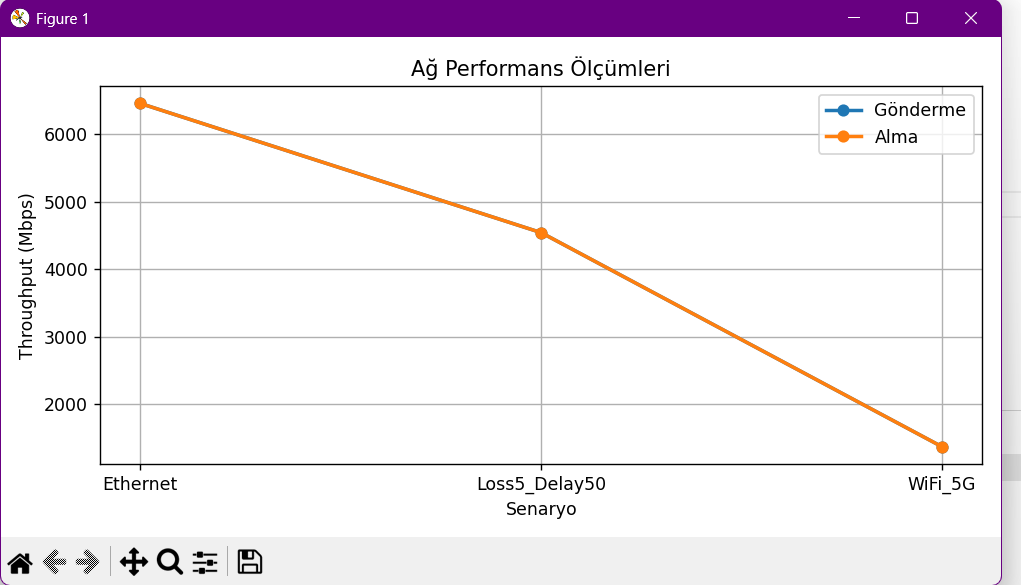 Figure 1
Ağ Performans Ölçümleri
Gönderme
Alma
Throughput (Mbps)
6000
5000
4000
3000
2000
Ethernet
Loss5_Delay50
WiFi_5G
Senaryo